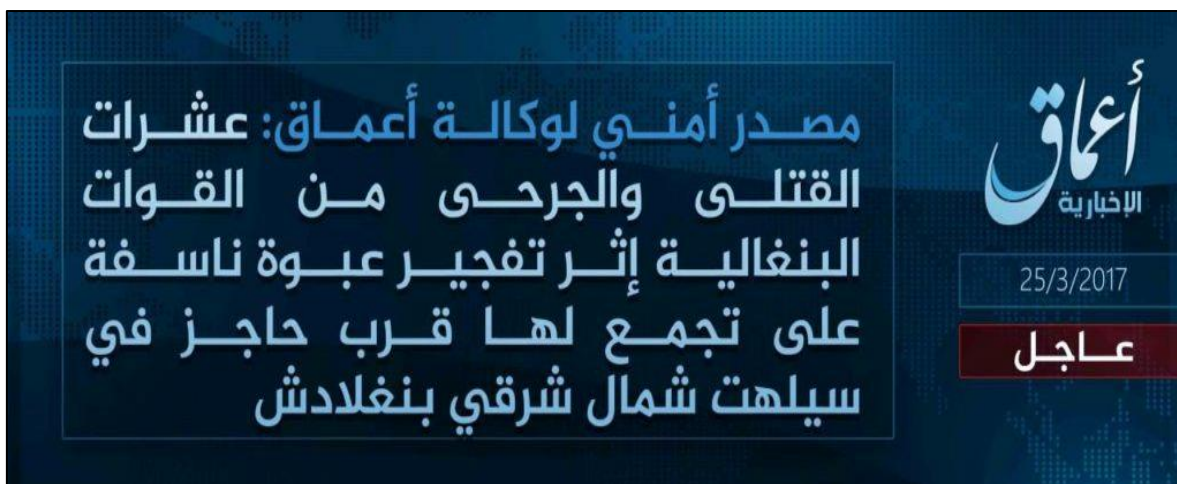 مصدر أمني لوكالة أعماق: عشرات
القتلى والجرحى من القوات
البنغالية إثر تفجير عبوة ناسفة
على تجمع لها قرب حاجز في
سيلهت شمال شرقي بنغلادش
أعماق
الإخبارية
25/3/2017
عاجل